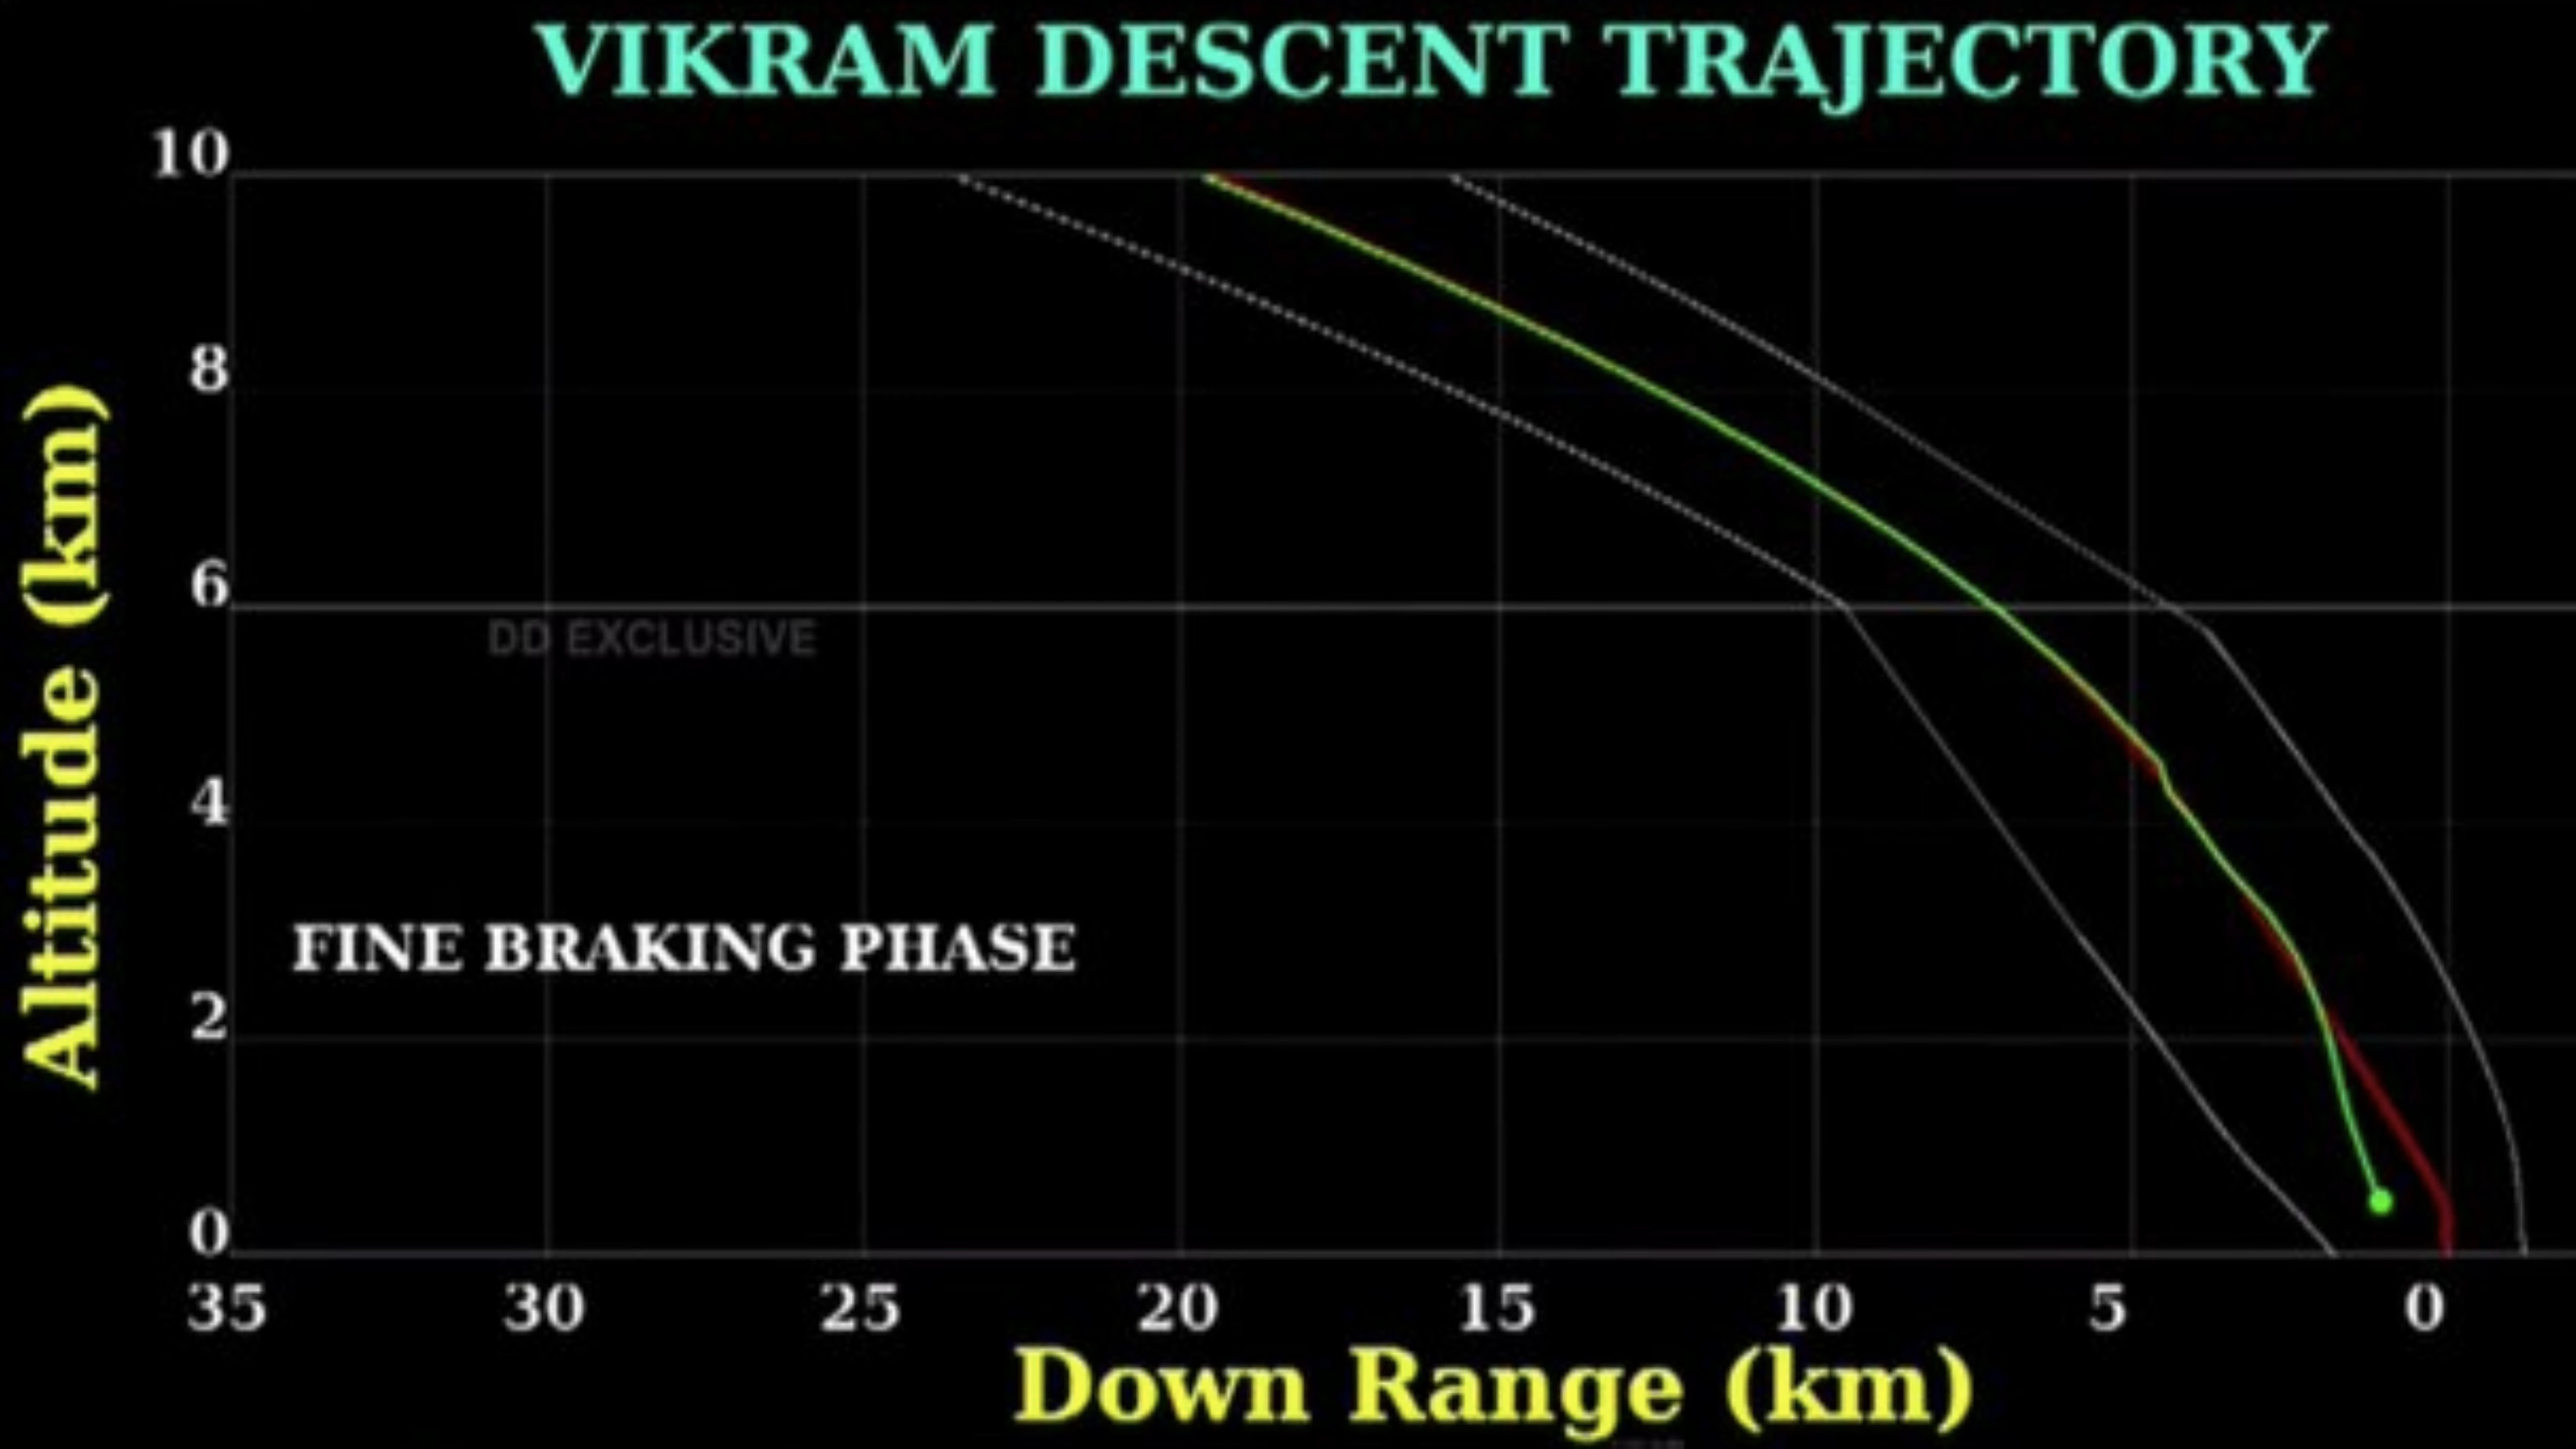 VIKRAM DESCENT TRAJECTORY
10
8
6
4
2
0
Altitude (km)
DD EXCLUSIVE
FINE BRAKING PHASE
35 30 25 20 15 10 5 0
Down Range (km)